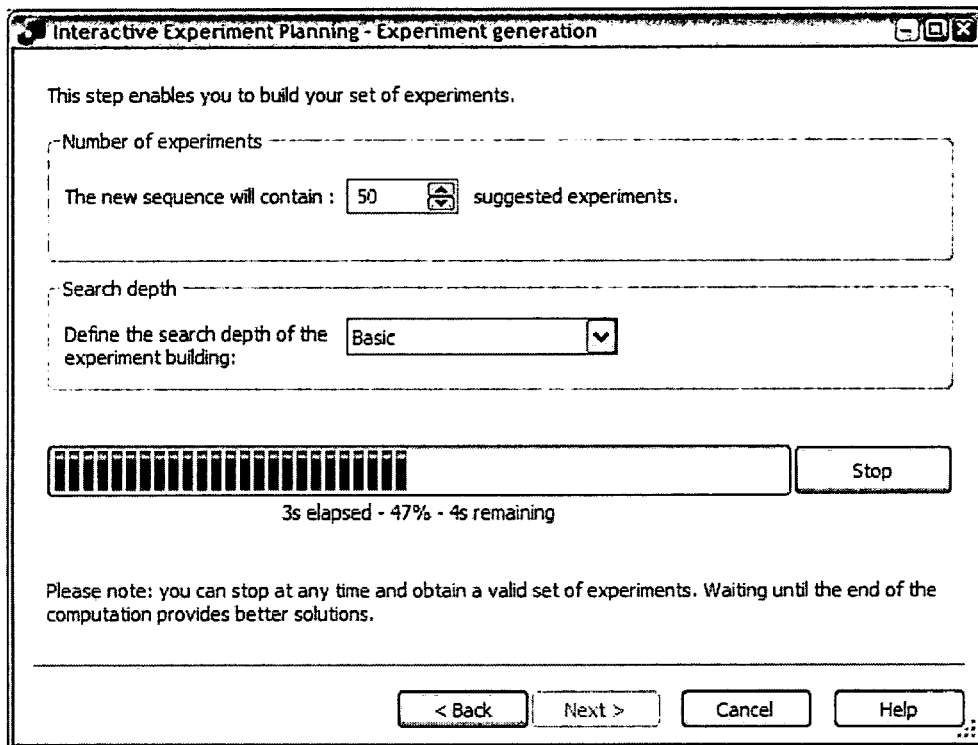 Interactive Experiment Planning - Experiment generation
This step enables you to build your set of experiments.
Number of experiments
The new sequence will contain : 50 suggested experiments.
Search depth
Define the search depth of the
experiment building:
Basic
Stop
3s elapsed - 47% - 4s remaining
Please note: you can stop at any time and obtain a valid set of experiments. Waiting until the end of the
computation provides better solutions.
< Back Next > Cancel Help